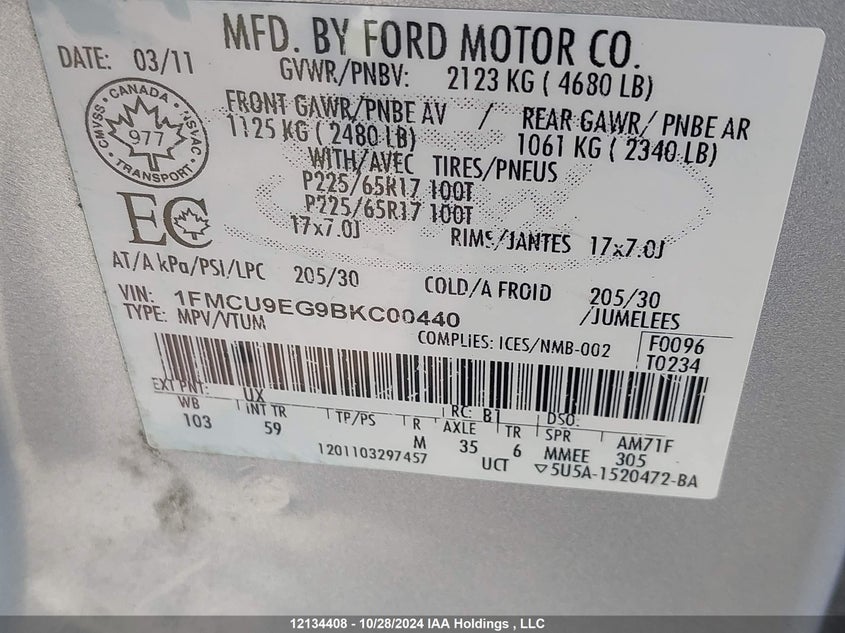 MFD. BY FORD MOTOR CO.
DATE: 03/11
GVWR/PNBV: 2123 KG ( 4680 LB)
FRONT GAWR/PNBE AV / REAR GAWR/ PNBE AR
1125 KG ( 2480 LB) 1061 KG ( 2340 LB)
CANADA
CMVSS NSVAC
977
TRANSPORT
WITH/AVEC TIRES/PNEUS
P225/65R17 100T
P225/65R17 100T
EC
17x7.0J RIMS/JANTES 17x7.0J
AT/A kPa/PSI/LPC 205/30 COLD/A FROID 205/30
VIN: 1FMCU9EG9BKC00440 /JUMELEES
TYPE: MPV/VTUM
COMPLIES: ICES/NMB-002 F0096
T0234
EXT PNT: UX RC: B1 DSO:
WB INT TR TP/PS R AXLE TR SPR AM71F
103 59 M 35 6 MMEE 305
1201103297457 UCT ▽5U5A-1520472-BA
12134408 - 10/28/2024 IAA Holdings , LLC